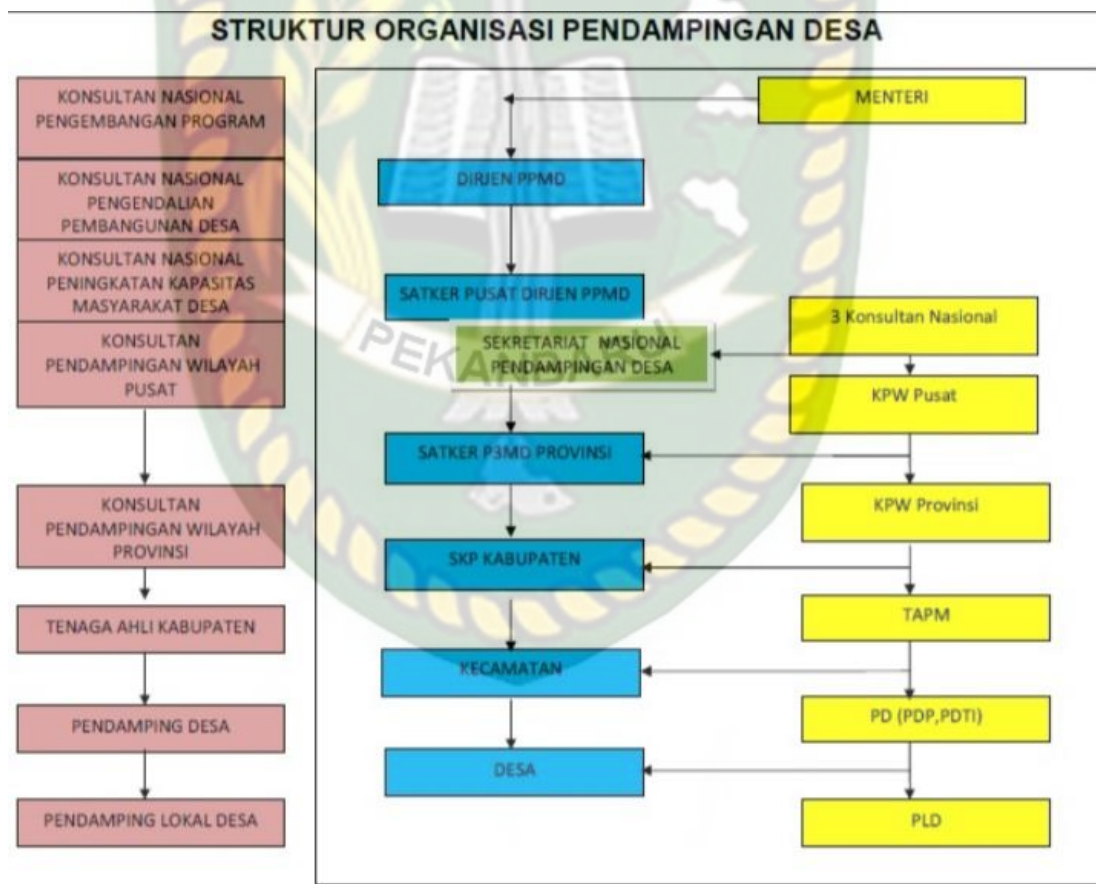 STRUKTUR ORGANISASI PENDAMPINGAN DESA
KONSULTAN NASIONAL
PENGEMBANGAN PROGRAM
KONSULTAN NASIONAL
PENGENDALIAN
PEMBANGUNAN DESA
KONSULTAN NASIONAL
PENINGKATAN KAPASITAS
MASYARAKAT DESA
KONSULTAN
PENDAMPINGAN WILAYAH
PUSAT
KONSULTAN
PENDAMPINGAN WILAYAH
PROVINSI
TENAGA AHLI KABUPATEN
PENDAMPING DESA
PENDAMPING LOKAL DESA
DIRJEN PPMD
SATKER PUSAT DIRJEN PPMD
SEKRETARIAT NASIONAL
PENDAMPINGAN DESA
PEKANBARU
SATKER P3MD PROVINSI
SKP KABUPATEN
KECAMATAN
DESA
MENTERI
3 Konsultan Nasional
KPW Pusat
KPW Provinsi
TAPM
PD (PDP,PDTI)
PLD